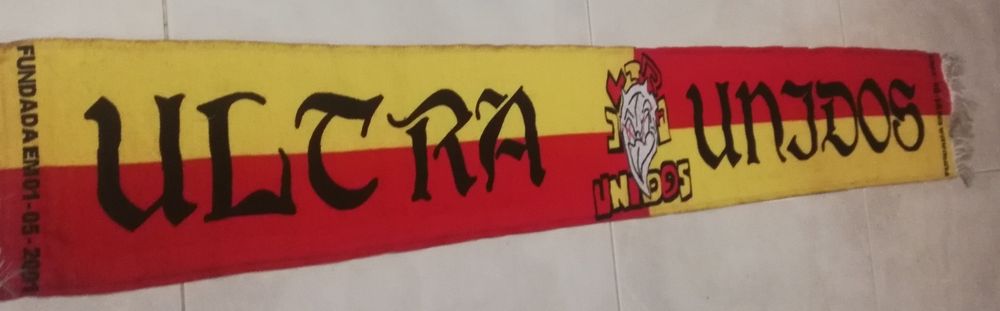 FUNDADA EM 01-05-2001
ULTRA
UNIDOS
UNIDOS